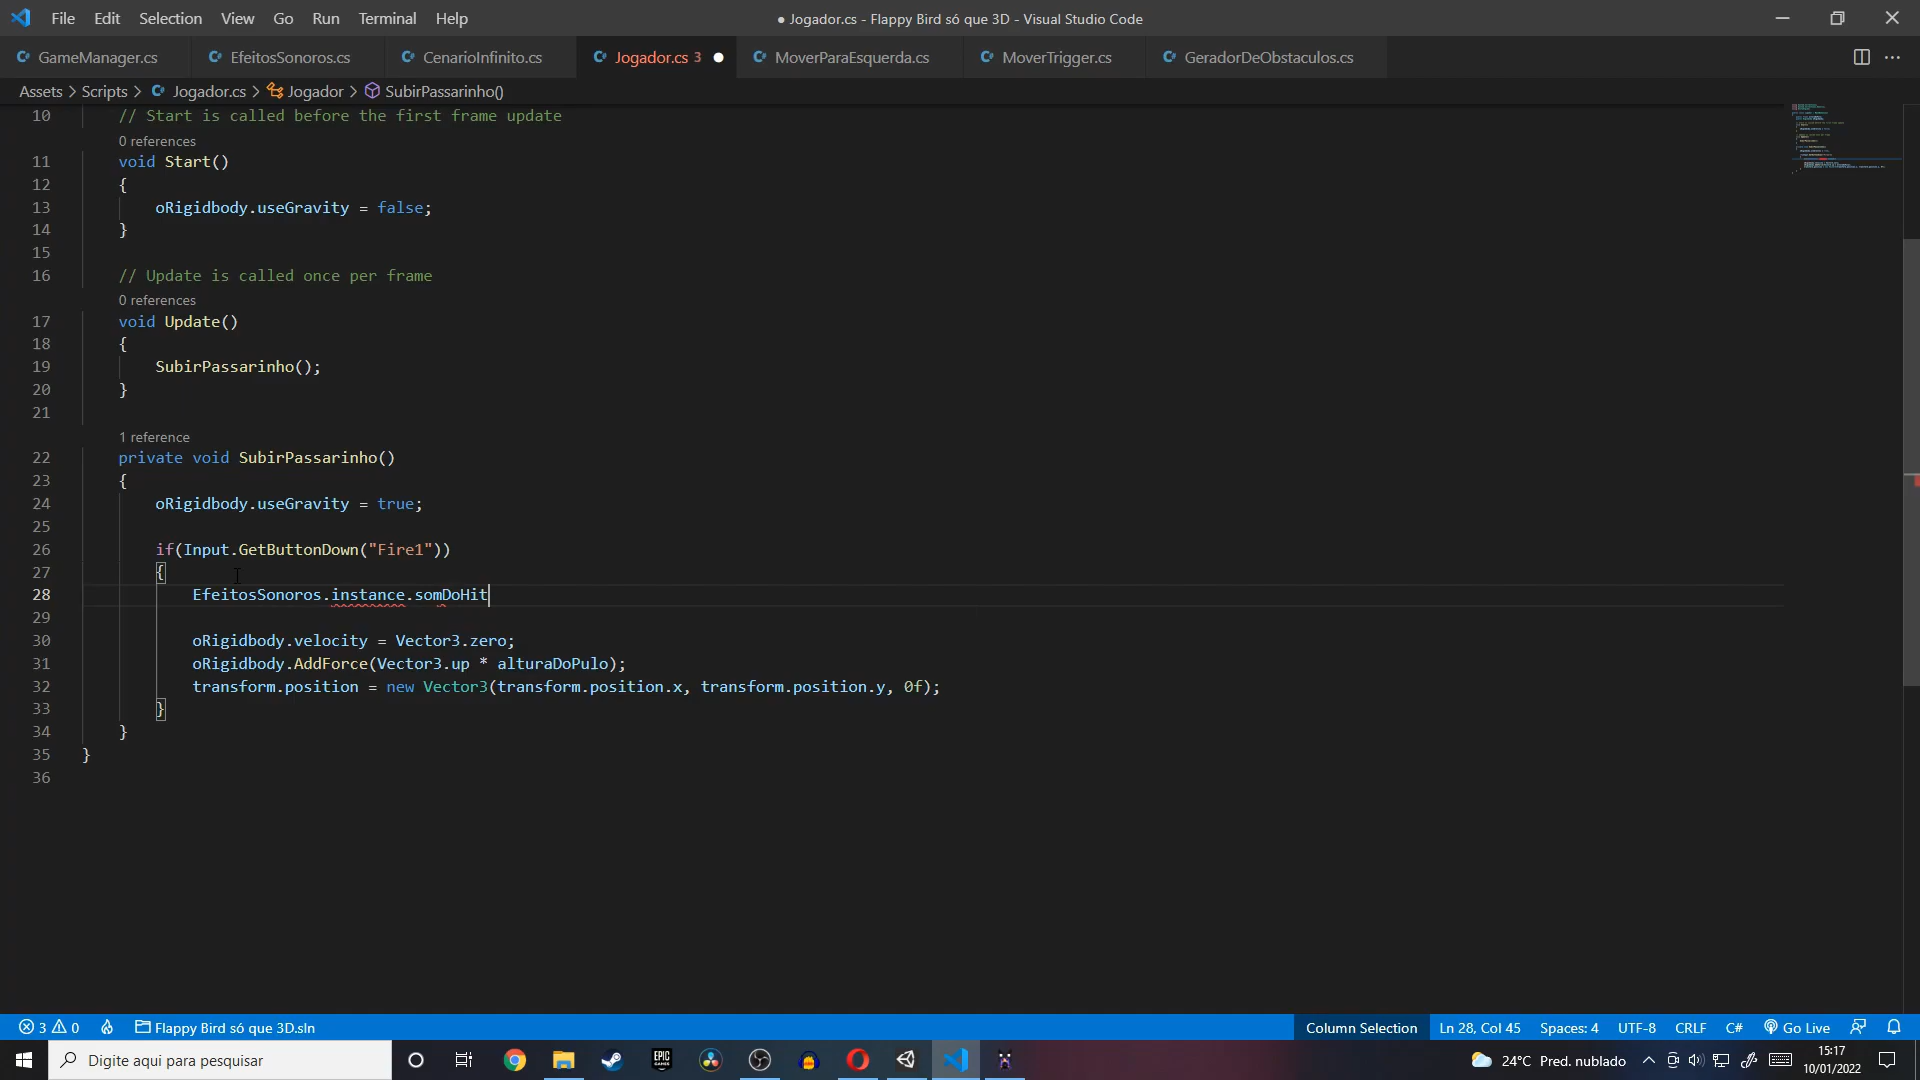 File Edit Selection View Go Run Terminal Help
● Jogador.cs - Flappy Bird só que 3D - Visual Studio Code
GameManager.cs EfeitosSonoros.cs CenarioInfinito.cs Jogador.cs 3 MoverParaEsquerda.cs MoverTrigger.cs GeradorDeObstaculos.cs
Assets > Scripts > Jogador.cs > Jogador > SubirPassarinho()
10 // Start is called before the first frame update
0 references
11 void Start()
12 {
13 oRigidbody.useGravity = false;
14 }
15
16 // Update is called once per frame
0 references
17 void Update()
18 {
19 SubirPassarinho();
20 }
21
1 reference
22 private void SubirPassarinho()
23 {
24 oRigidbody.useGravity = true;
25
26 if(Input.GetButtonDown("Fire1"))
27 {
28 EfeitosSonoros.instance.somDoHit
29
30 oRigidbody.velocity = Vector3.zero;
31 oRigidbody.AddForce(Vector3.up * alturaDoPulo);
32 transform.position = new Vector3(transform.position.x, transform.position.y, 0f);
33 }
34 }
35 }
36
3 0 Flappy Bird só que 3D.sln Column Selection Ln 28, Col 45 Spaces: 4 UTF-8 CRLF C# Go Live
Digite aqui para pesquisar
EPIC GAMES
24°C Pred. nublado
15:17
10/01/2022